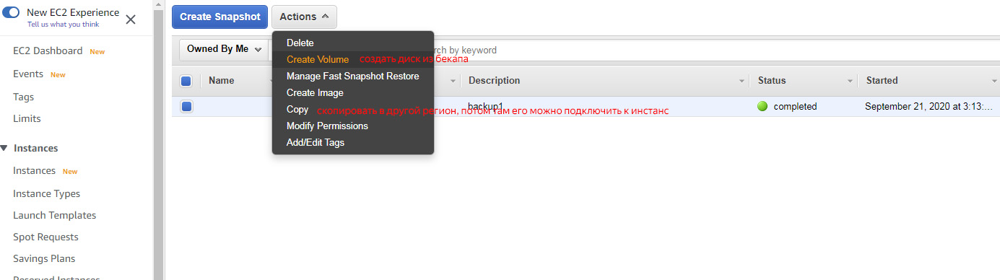 New EC2 Experience
Tell us what you think
EC2 Dashboard New
Events New
Tags
Limits
Instances
Instances New
Instance Types
Launch Templates
Spot Requests
Savings Plans
Reserved Instances
Create Snapshot Actions
Owned By Me by keyword
Delete
Create Volume создать диск из бекапа
Manage Fast Snapshot Restore
Create Image
Copy скопировать в другой регион, потом там его можно подключить к инстанс
Modify Permissions
Add/Edit Tags
Name Description Status Started
backup1 completed September 21, 2020 at 3:13:...